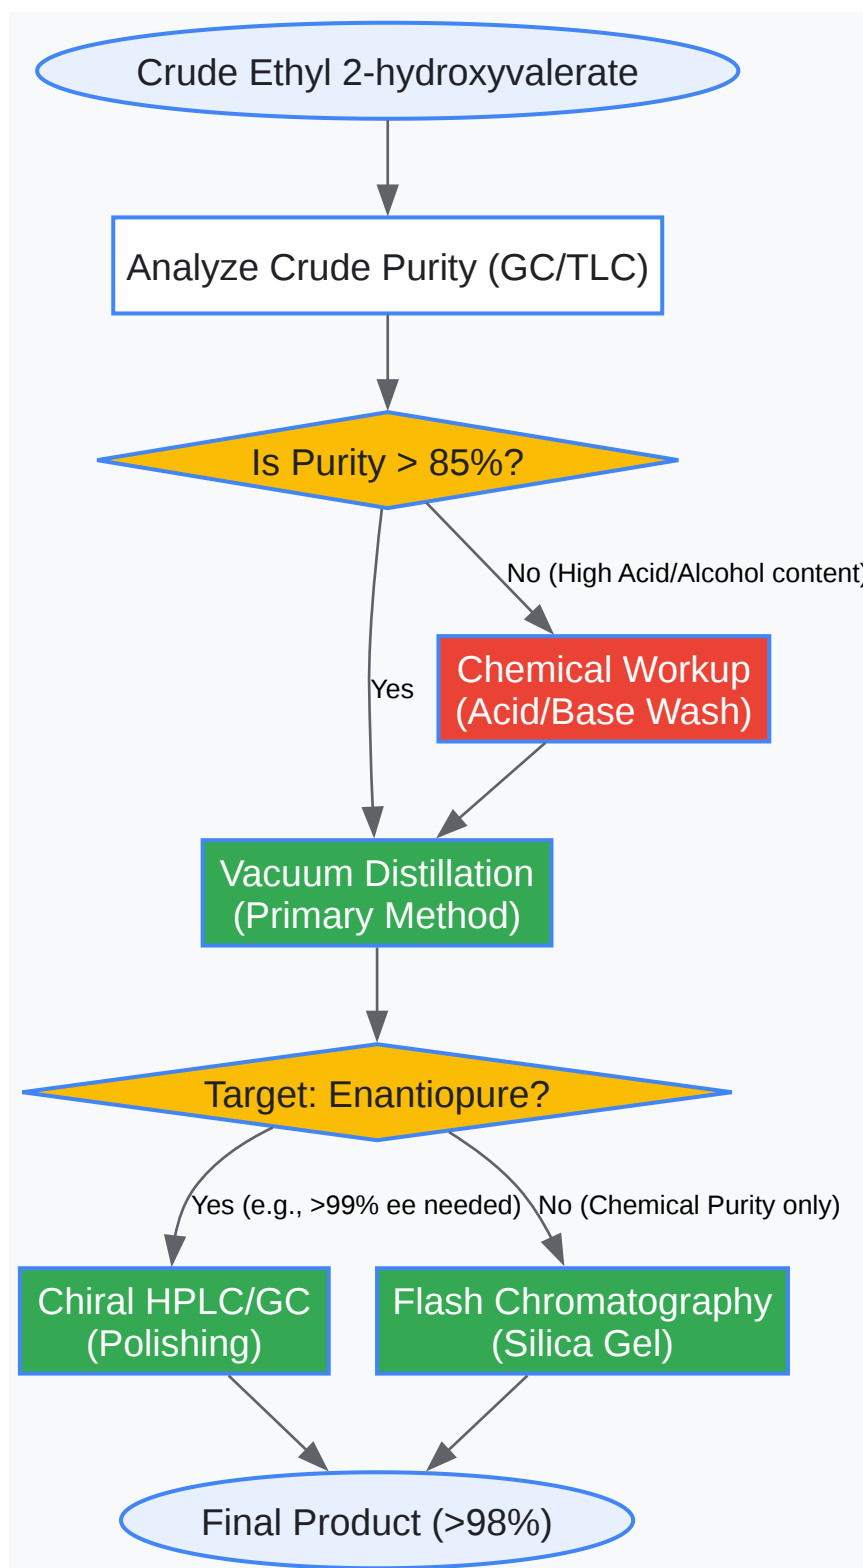 Crude Ethyl 2-hydroxyvalerate
Analyze Crude Purity (GC/TLC)
Is Purity > 85%?
No (High Acid/Alcohol content)
Chemical Workup
(Acid/Base Wash)
Yes
Vacuum Distillation
(Primary Method)
Target: Enantiopure?
Yes (e.g., >99% ee needed)
No (Chemical Purity only)
Chiral HPLC/GC
(Polishing)
Flash Chromatography
(Silica Gel)
Final Product (>98%)